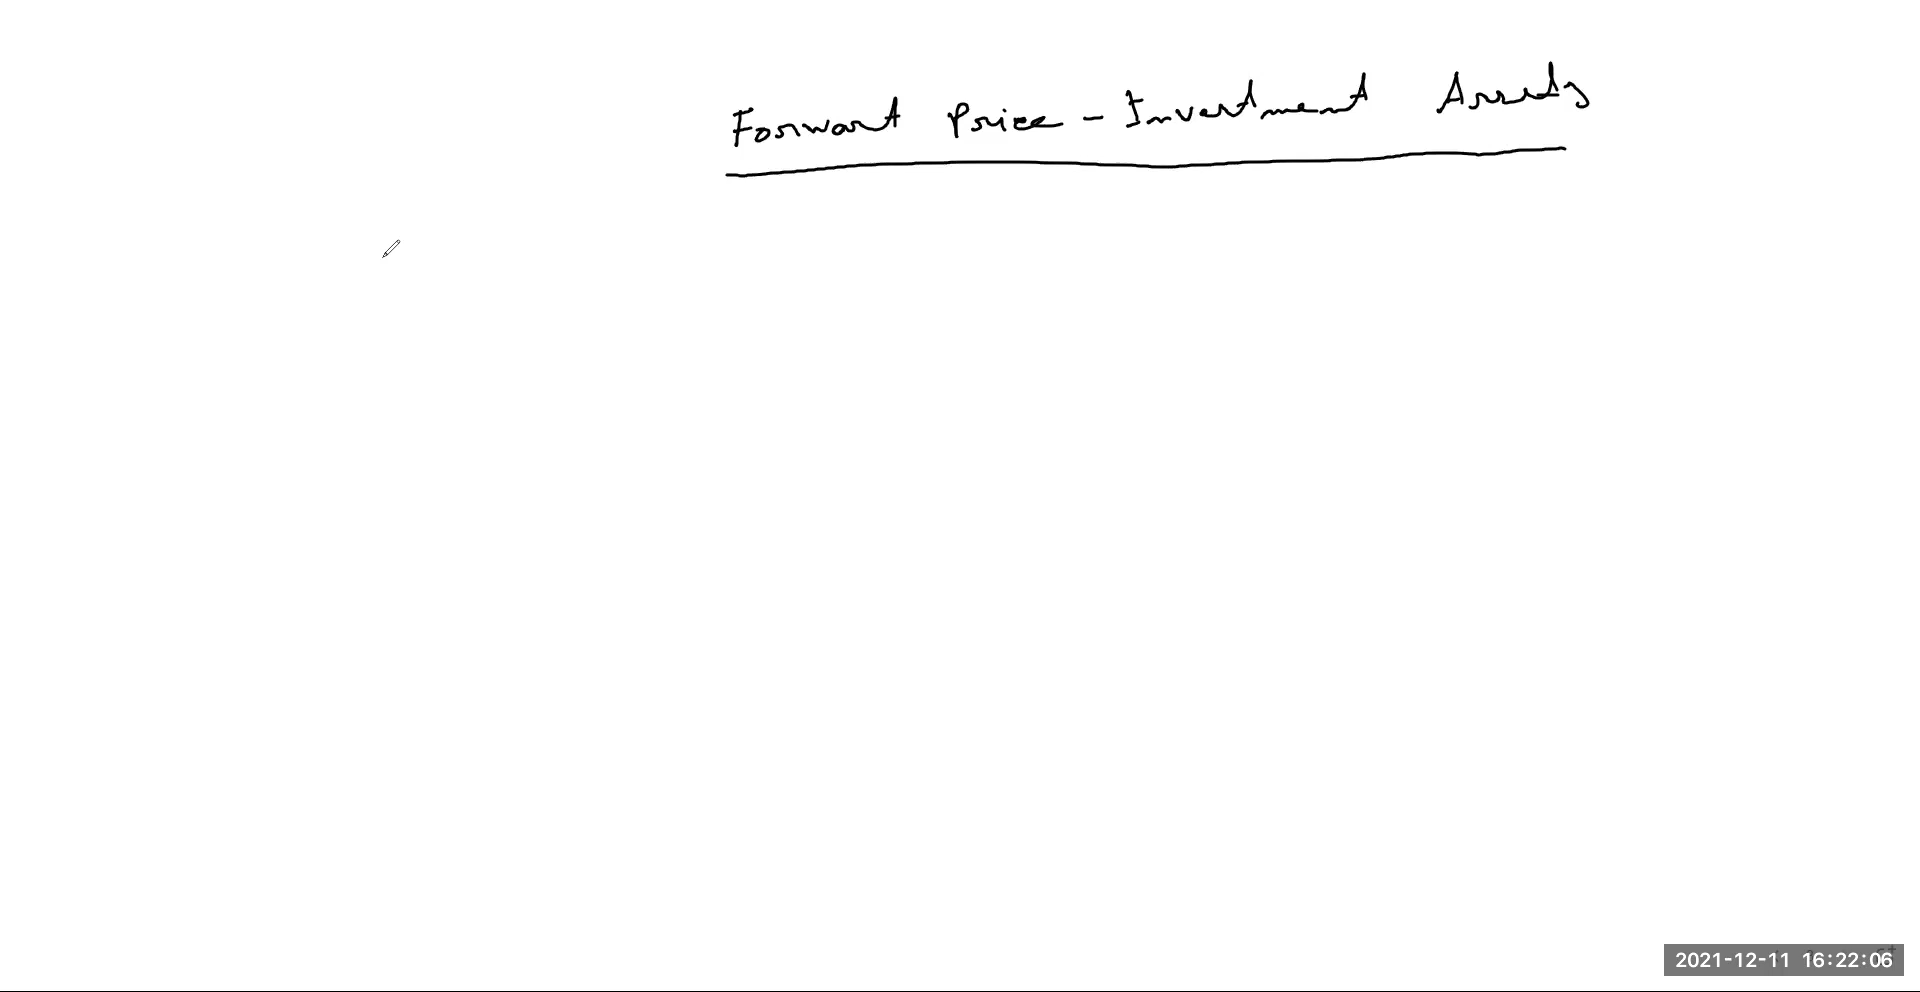 Forward Price - Investment Assets
2021-12-11 16:22:06